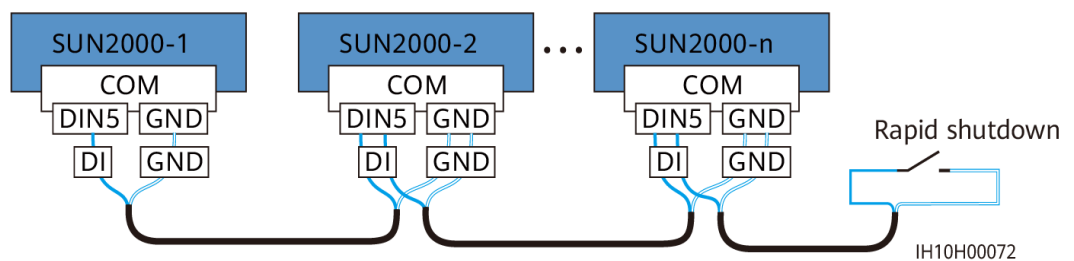 SUN2000-1 SUN2000-2 ... SUN2000-n
COM COM COM
DIN5 GND DIN5 GND DIN5 GND
Rapid shutdown
DI GND DI GND DI GND
IH10H00072